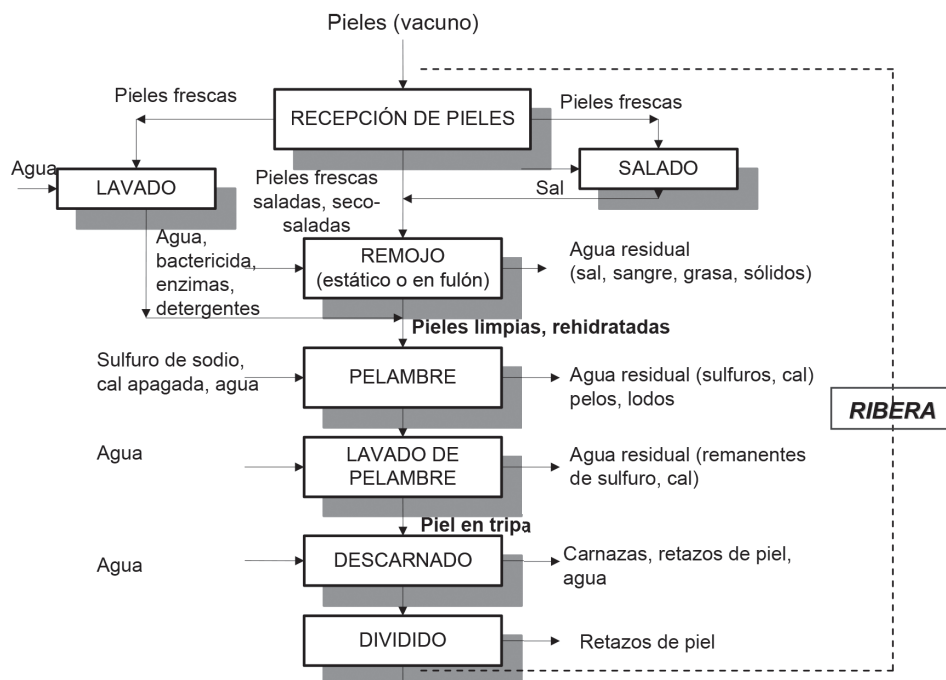 Pieles (vacuno)
Pieles frescas
RECEPCIÓN DE PIELES
Pieles frescas
Agua
LAVADO
Pieles frescas
saladas, seco-
saladas
Sal
SALADO
Agua,
bactericida,
enzimas,
detergentes
REMOJO
(estático o en fulón)
Agua residual
(sal, sangre, grasa, sólidos)
Pieles limpias, rehidratadas
Sulfuro de sodio,
cal apagada, agua
PELAMBRE
Agua residual (sulfuros, cal)
pelos, lodos
RIBERA
Agua
LAVADO DE
PELAMBRE
Agua residual (remanentes
de sulfuro, cal)
Piel en tripa
Agua
DESCARNADO
Carnazas, retazos de piel,
agua
DIVIDIDO
Retazos de piel